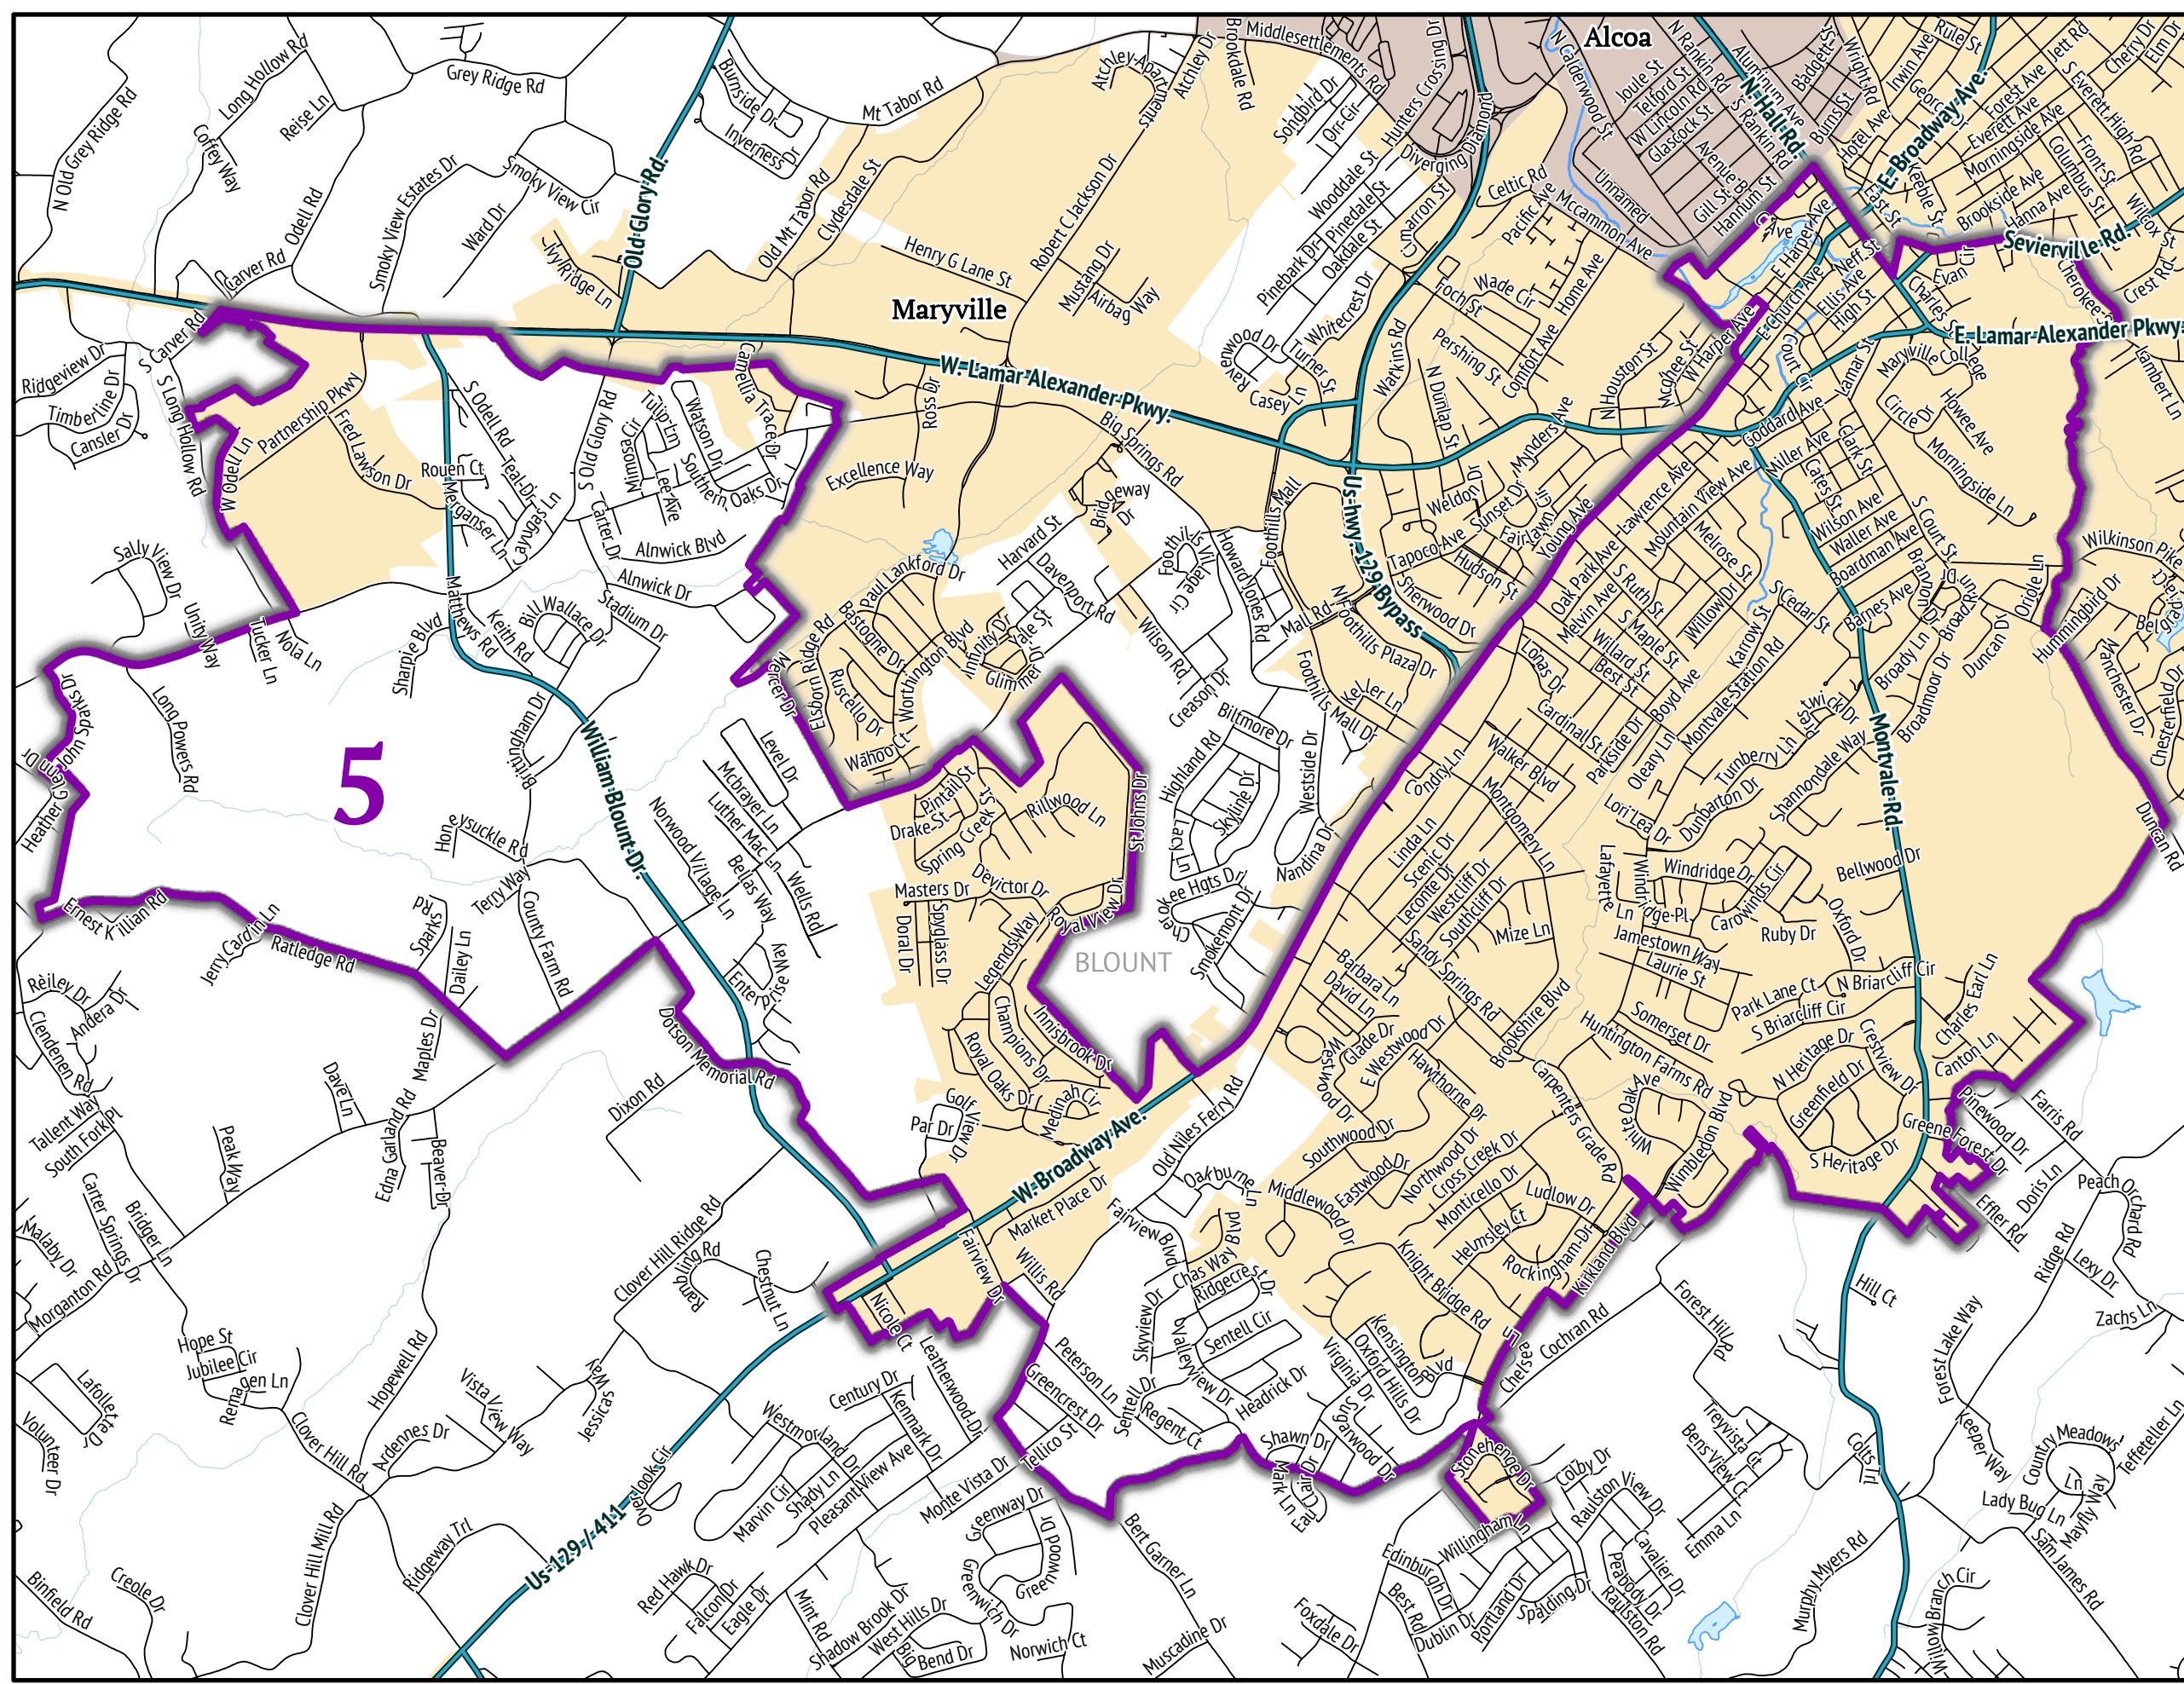 Alcoa
Maryville
BLOUNT
5
N Old Grey Ridge Rd
Long Hollow Rd
Grey Ridge Rd
Reise Ln
Coffey Way
Odell Rd
Carver Rd
Smoky View Estates Dr
Smoky View Cir
Ward Dr
Old Glory Rd.
Burnside Dr
Inverness Dr
Mt Tabor Rd
Old Mt Tabor Rd
Clydesdale St
Ivy Ridge Ln
Atchley Apartments
Atchley Dr
Brookdale Rd
Middlesettlements Rd
Robert C Jackson Dr
Henry G Lane St
Mustang Dr
Airbag Way
Songbird Dr
Orr Cir
Hunters Crossing Dr
Diverging Diamond
Wooddale St
Pinedale St
Pinebark Dr
Oakdale St
Cimarron St
Whitecrest Dr
Ravenwood Dr
Turner St
Casey Ln
Celtic Rd
Pacific Ave
Mccammon Ave
N Calderwood St
Unnamed
Joule St
Telford St
W Lincoln Rd
Glascock St
N Rankin Rd
S Rankin Rd
Aluminum Ave
N Hall Rd.
Avenue B
Gill St
Hannum St
C Ave
Burns St
Wright Rd
Hotel Ave
Irwin Ave
George Dr
Rule St
E. Broadway Ave.
Jett Rd
Cherry Dr
Elm Dr
Forest Ave
Everett Ave
S Everett High Rd
Morningside Ave
Front St
Columbus St
Brookside Ave
Hanna Ave
Wilcox St
Keeble St
East St
Sevierville Rd.
Crest Rd
Evan Cir
Charles St
E. Lamar Alexander Pkwy.
Lambert Ln
E Harper Ave
E Church Ave
Neff St
Ellis Ave
High St
W Harper Ave
Court Cir
Lamar St
Maryville College
Circle Dr
Howee Ave
Morningside Ln
Goddard Ave
Clark St
Miller Ave
Gates St
Wilson Ave
Waller Ave
Boardman Ave
S Court St
Oriole Ln
Wilkinson Pike
Hummingbird Dr
Manchester Dr
Chesterfield Dr
Duncan Dr
Duncan Rd
Barnes Ave
Broady Ln
Broadmoor Dr
Foch St
Wade Cir
Home Ave
Pershing St
Comfort Ave
Watkins Rd
N Dunlap St
N Houston St
Mcghee St
W. Lamar Alexander Pkwy.
Big Springs Rd
Ross Dr
Excellence Way
S Carver Rd
S Long Hollow Rd
Ridgeview Dr
Timberline Dr
Cansler Dr
W Odell Ln
Partnership Pkwy
Fred Lawson Dr
S Odell Rd
Teal Dr
Rouen Ct
Merganser Ln
Cayugas Ln
S Old Glory Rd
Tulip Ln
Mimosa Cir
Watson Dr
Southern Oaks Dr
Camellia Trace Dr
Lee Ave
Carter Dr
Alnwick Blvd
Alnwick Dr
Sally View Dr
Unity Way
Tucker Ln
Nola Ln
Sharpie Blvd
Matthews Rd
Keith Rd
Bill Wallace Dr
Stadium Dr
Brittingham Dr
William Blount Dr.
Long Powers Rd
John Sparks Dr
Heather Glenn Dr
Ernest Killian Rd
Jerry Cardin Ln
Ratledge Rd
Honeysuckle Rd
Terry Way
Sparks Rd
Dailey Ln
County Farm Rd
Norwood Village Ln
Mcbrayer Ln
Luther Mac Ln
Bellas Way
Wells Rd
Level Dr
Enterprise Way
Dotson Memorial Rd
Mercer Dr
Elsborn Ridge Rd
Bastogne Dr
Paul Lankford Dr
Ruscello Dr
Worthington Blvd
Wahoo Ct
Infinity Dr
Yale St
Glimmer Dr
Harvard St
Davenport Rd
Bridgeway Dr
Foothills Village Cir
Howard Jones Rd
Foothills Mall
Wilson Rd
Creason Dr
Mall Rd
N Foothills Plaza Dr
Foothills Mall Dr
Keller Ln
Us-hwy. 129 Bypass
Weldon Dr
Sunset Dr
Mynders Ave
Fairlawn Dr
Tapoco Ave
Young Ave
Hudson St
Sherwood Dr
Lawrence Ave
Mountain View Ave
Melrose St
Oak Park Ave
S Ruth St
Melvin Ave
Willow Dr
S Maple St
Willard St
Best St
Lonas Dr
Cardinal St
Parkside Dr
Boyd Ave
Karrow St
S Cedar St
Montvale Station Rd
Oleary Ln
Turnberry Ln
Shannondale Way
Dunbarton Dr
Lori Lea Dr
Montvale Rd.
Bellwood Dr
Windridge Dr
Windridge Pl
Carowinds Cir
Lafayette Ln
Jamestown Way
Laurie St
Ruby Dr
Oxford Dr
Park Lane Ct
N Briarcliff Cir
S Briarcliff Cir
Charles Earl Ln
Canton Ln
Somerset Dr
Huntington Farms Rd
N Heritage Dr
Greenfield Dr
Crestview Dr
S Heritage Dr
Greene Forest Dr
Pinewood Dr
Farris Rd
Doris Ln
Effler Rd
Peach Orchard Rd
Ridge Rd
Lexy Dr
Zachs Ln
Hill Ct
Condry Ln
Walker Blvd
Montgomery Ln
Linda Ln
Scenic Dr
Leconte Dr
Westcliff Dr
Southcliff Dr
Mize Ln
Sandy Springs Rd
Barbara Ln
David Ln
Glade Dr
E Westwood Dr
Westwood Dr
Brookshire Blvd
Hawthorne Dr
Carpenters Grade Rd
White Oak Ave
Wimbledon Blvd
Southwood Dr
Eastwood Dr
Northwood Dr
Cross Creek Dr
Monticello Dr
Ludlow Dr
Helmsley Ct
Rockingham Dr
Kirkland Blvd
Middlewood Dr
Knight Bridge Rd
Kensington Blvd
Oxford Hills Dr
Virginia Dr
Sugarwood Dr
Chelsea Ln
Cochran Rd
Stonehenge Dr
Biltmore Dr
Highland Rd
Skyline Dr
Lacy Ln
Westside Dr
Nandina Dr
Cherokee Hgts Dr
Smokemont Dr
St Johns Dr
Royal View Dr
Pintail St
Drake St
Spring Creek St
Rillwood Ln
Masters Dr
Devictor Dr
Doral Dr
Spyglass Dr
Legends Way
Champions Dr
Innisbrook Dr
Royal Oaks Dr
Medinah Cir
Golf View Dr
Par Dr
W. Broadway Ave.
Old Niles Ferry Rd
Market Place Dr
Fairview Dr
Fairview Blvd
Willis Rd
Oakburne Ln
Chas Way Blvd
Ridgecrest Dr
Skyview Dr
Valleyview Dr
Sentell Cir
Sentell Dr
Headrick Dr
Regent Ct
Peterson Ln
Greencrest Dr
Tellico St
Shawn Dr
Mark Ln
Eaclair Dr
Nicole Ct
Leatherwood Dr
Century Dr
Kenmark Dr
Westmorland Dr
Marvin Cir
Shady Ln
Pleasant View Ave
Monte Vista Dr
Greenway Dr
Greenwood Dr
Greenwich Dr
Bert Garner Ln
Muscadine Dr
Norwich Ct
Big Bend Dr
West Hills Dr
Shadow Brook Dr
Mint Rd
Red Hawk Dr
Falcon Dr
Eagle Dr
Overlook Cir
Us-129 / 411
Clover Hill Ridge Rd
Rambling Rd
Chestnut Ln
Dixon Rd
Reiley Dr
Andera Dr
Clendenen Rd
Tallent Way
South Fork Pl
Maples Dr
Dave Ln
Edna Garland Rd
Beaver Dr
Peak Way
Carter Springs Dr
Bridger Ln
Malaby Dr
Morganton Rd
Hope St
Jubilee Cir
Remagen Ln
Hopewell Rd
Vista View Way
Jessicas Way
Ardennes Dr
Clover Hill Rd
Clover Hill Mill Rd
Ridgeway Trl
Lafollette Dr
Volunteer Dr
Binfield Rd
Creole Dr
Willingham Ln
Edinburgh Dr
Best Rd
Dublin Dr
Portland Dr
Spalding Dr
Foxdale Dr
Colby Dr
Raulston View Dr
Cavalier Dr
Peabody Dr
Raulston Rd
Forest Hill Rd
Treyvista Ct
Bens View Ct
Emma Ln
Colts Trl
Murphy Myers Rd
Forest Lake Way
Keeper Way
Country Meadows Ln
Teffeteller Ln
Lady Bug Ln
Mayfly Way
Sam James Rd
Willow Branch Cir